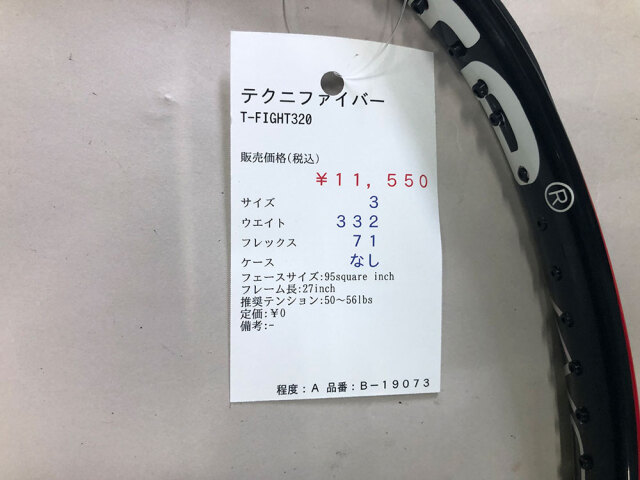 テクニファイバー
T-FIGHT320
販売価格(税込)
¥11,550
サイズ 3
ウエイト 332
フレックス 71
ケース なし
フェースサイズ:95square inch
フレーム長:27inch
推奨テンション:50～56lbs
定価:¥0
備考:-
程度:A 品番:B-19073
®